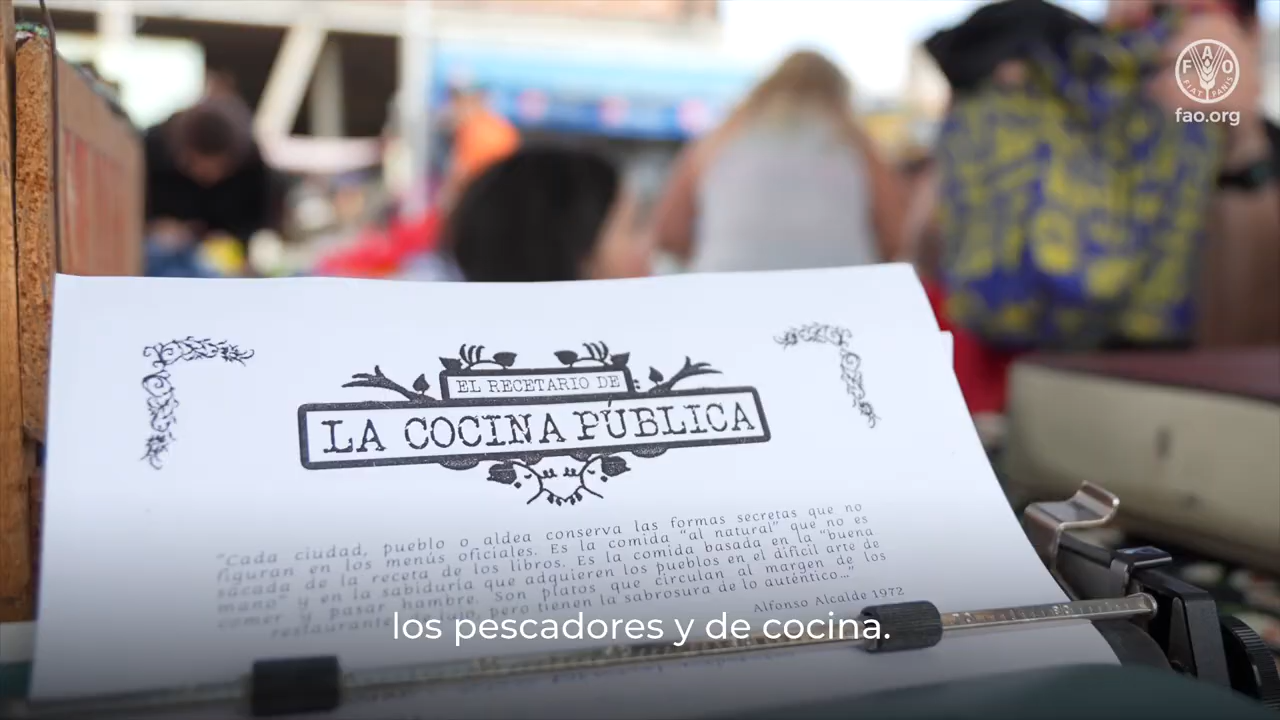 FAO
FIAT PANIS
fao.org
EL RECETARIO DE
LA COCINA PÚBLICA
"Cada ciudad, pueblo o aldea conserva las formas secretas que no
figuran en los menús oficiales. Es la comida "al natural" que no es
sacada de la receta de los libros. Es la comida basada en la "buena
mano" y en la sabiduría que adquieren los pueblos en el difícil arte de
comer y pasar hambre. Son platos que circulan al margen de los
restaurantes pero tienen la sabrosura de lo auténtico..."
Alfonso Alcalde 1972
los pescadores y de cocina.